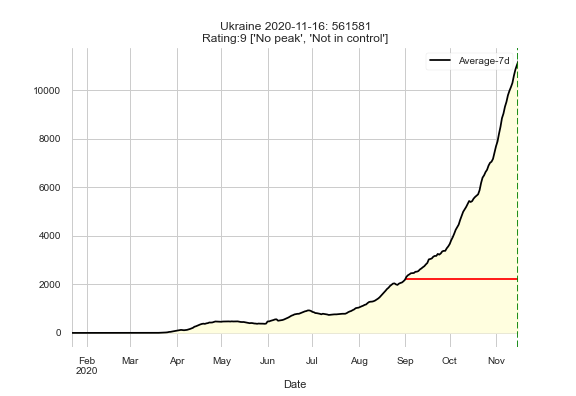 Ukraine 2020-11-16: 561581
Rating:9 ['No peak', 'Not in control']
Average-7d
10000
8000
6000
4000
2000
0
Feb Mar Apr May Jun Jul Aug Sep Oct Nov
2020
Date